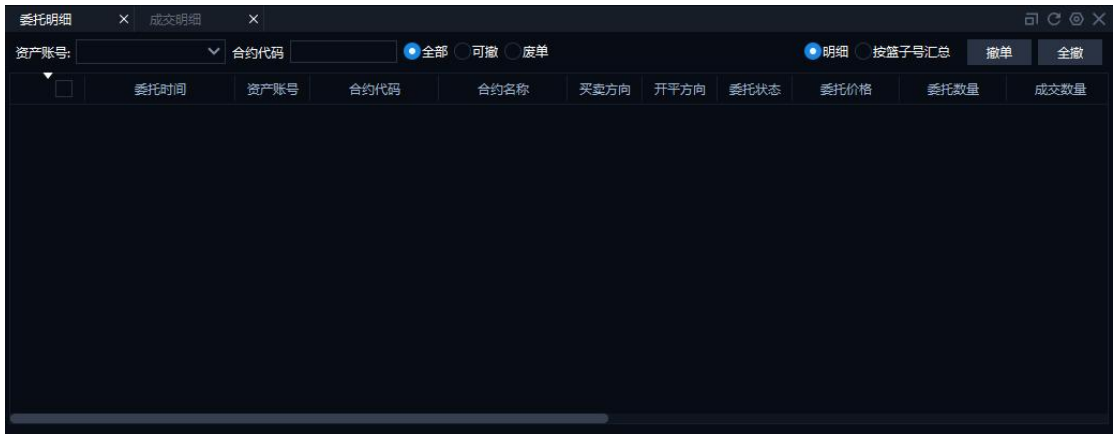 委托明细 成交明细
资产账号: 合约代码 全部 可撤 废单 明细 按篮子号汇总 撤单 全撤
委托时间 资产账号 合约代码 合约名称 买卖方向 开平方向 委托状态 委托价格 委托数量 成交数量